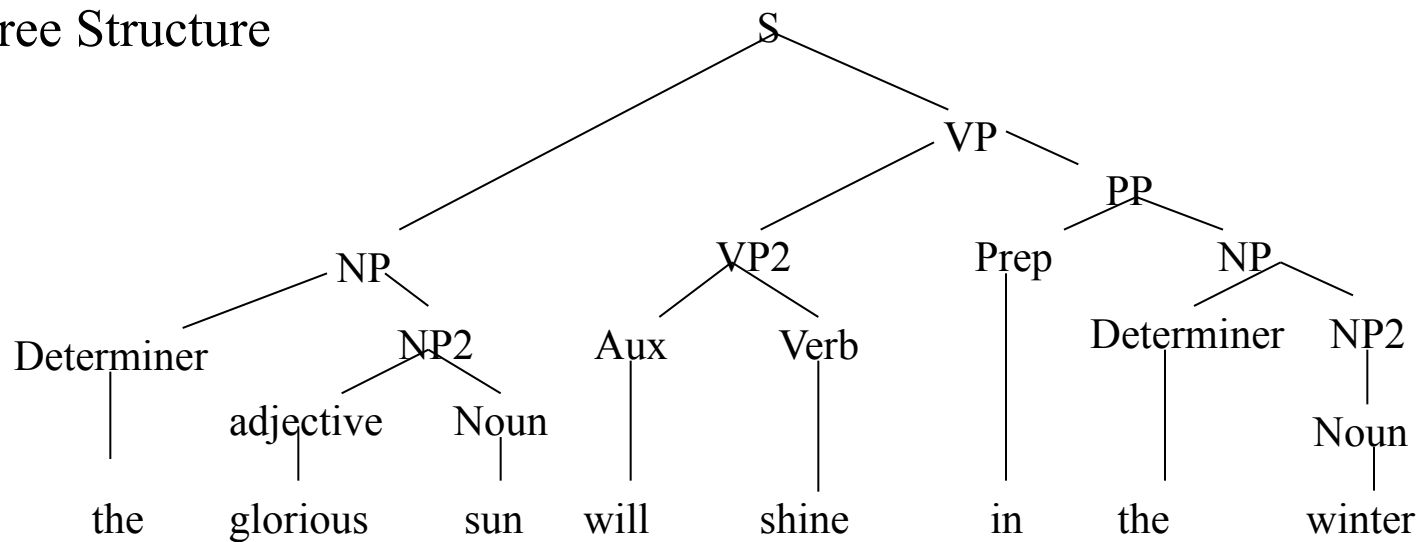 ree Structure
S
VP
PP
NP VP2 Prep NP
Determiner NP2 Aux Verb Determiner NP2
adjective Noun Noun
the glorious sun will shine in the winter